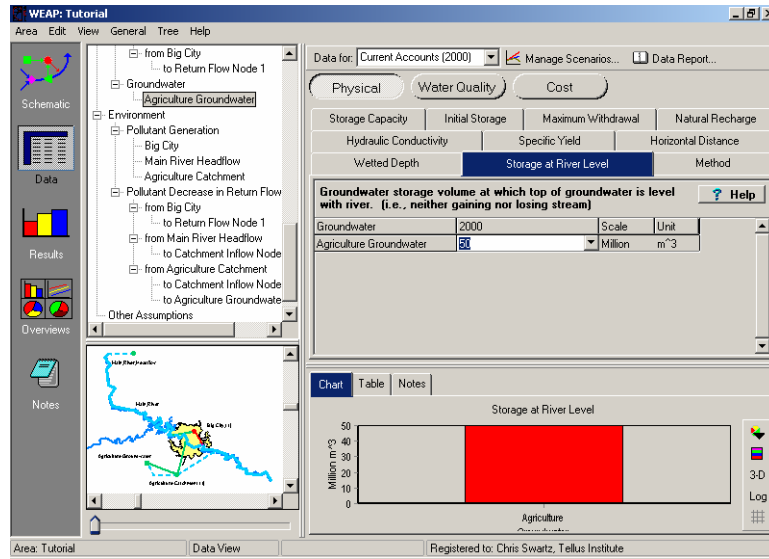 WEAP: Tutorial
Area Edit View General Tree Help
Schematic
Data
Results
Overviews
Notes
from Big City
to Return Flow Node 1
Groundwater
Agriculture Groundwater
Environment
Pollutant Generation
Big City
Main River Headflow
Agriculture Catchment
Pollutant Decrease in Return Flow
from Big City
to Return Flow Node 1
from Main River Headflow
to Catchment Inflow Node
from Agriculture Catchment
to Catchment Inflow Node
to Agriculture Groundwate
Other Assumptions
Main River Headflow
Main River
Big City (1)
Data for: Current Accounts (2000) Manage Scenarios... Data Report...
Physical Water Quality Cost
Storage Capacity Initial Storage Maximum Withdrawal Natural Recharge
Hydraulic Conductivity Specific Yield Horizontal Distance
Wetted Depth Storage at River Level Method
Groundwater storage volume at which top of groundwater is level
with river. (i.e., neither gaining nor losing stream)
? Help
Groundwater 2000 Scale Unit
Agriculture Groundwater 50 Million m^3
Chart Table Notes
Storage at River Level
Million m^3
50
40
30
20
10
0
Agriculture
3-D
Log
Area: Tutorial Data View Registered to: Chris Swartz, Tellus Institute